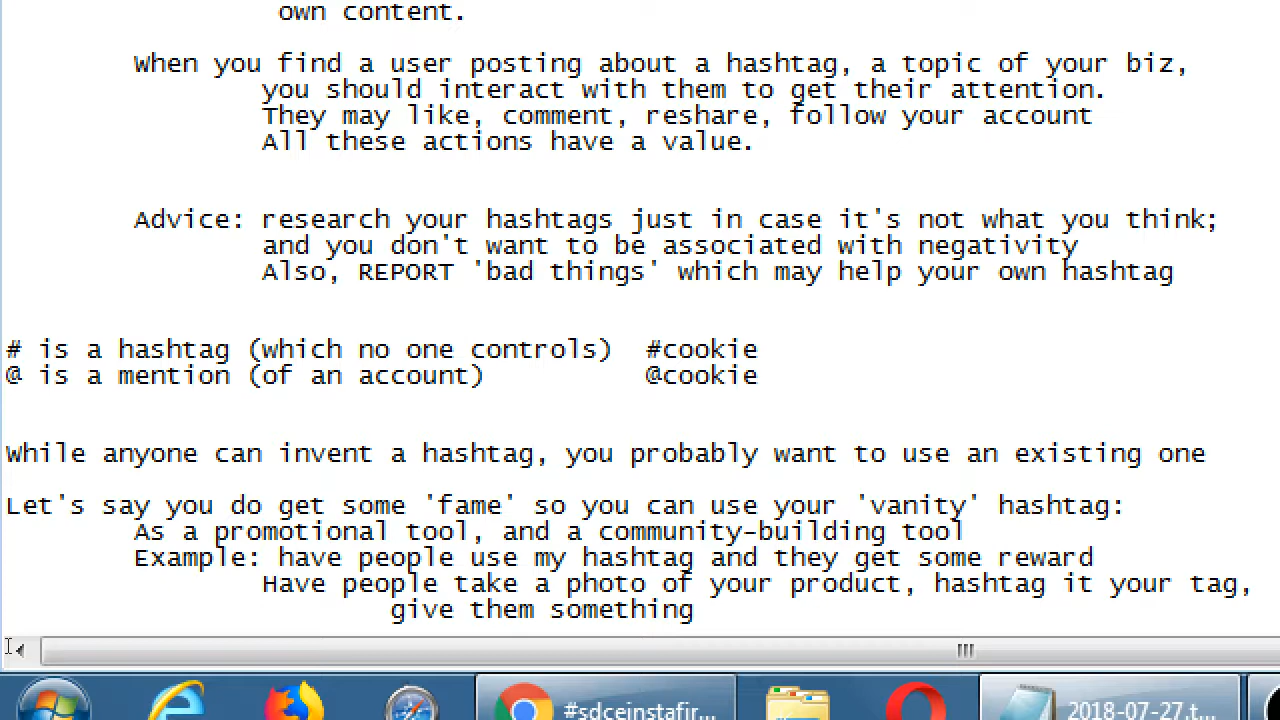 own content.
When you find a user posting about a hashtag, a topic of your biz,
you should interact with them to get their attention.
They may like, comment, reshare, follow your account
All these actions have a value.
Advice: research your hashtags just in case it's not what you think;
and you don't want to be associated with negativity
Also, REPORT 'bad things' which may help your own hashtag
# is a hashtag (which no one controls) #cookie
@ is a mention (of an account) @cookie
While anyone can invent a hashtag, you probably want to use an existing one
Let's say you do get some 'fame' so you can use your 'vanity' hashtag:
As a promotional tool, and a community-building tool
Example: have people use my hashtag and they get some reward
Have people take a photo of your product, hashtag it your tag,
give them something
#sdceinstafir... 2018-07-27.t...